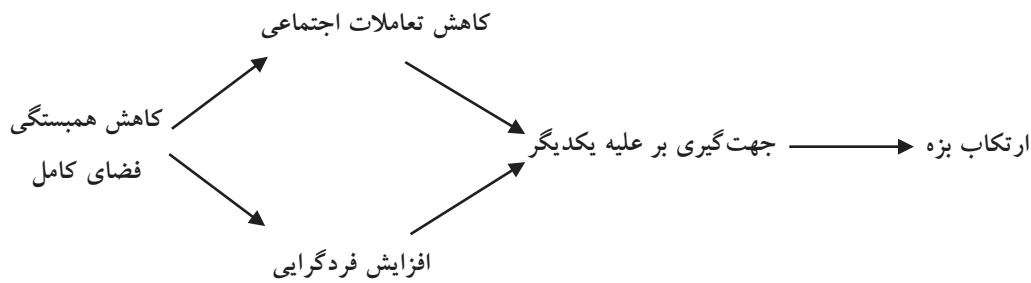 کاهش تعاملات اجتماعی
کاهش همبستگی
فضای کامل
جهت‌گیری بر علیه یکدیگر
ارتکاب بزه
افزایش فردگرایی